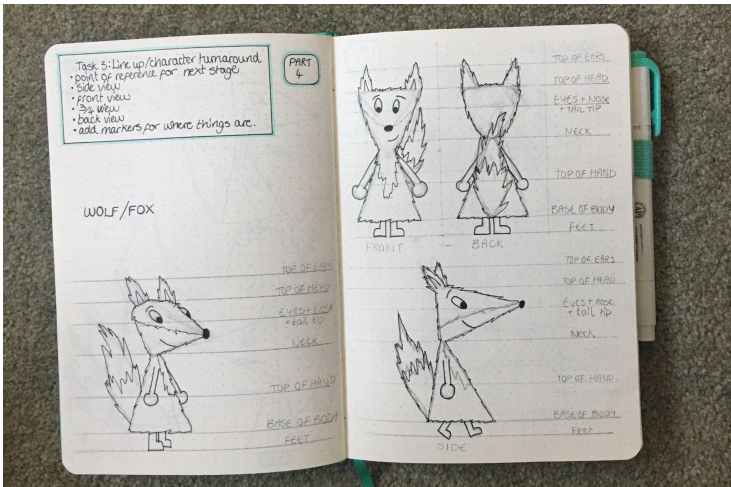 Task 3: Line up/character turnaround
• point of reference for next stage
• side view
• front view
• 3/4 view
• back view
• add markers for where things are.
PART
4
WOLF/FOX
TOP OF EARS
TOP OF HEAD
EYES + NOSE
+ tail tip
NECK
TOP OF HAND
BASE OF BODY
FEET
TOP OF EARS
TOP OF HEAD
EYES + NOSE
+ TAIL TIP
NECK
TOP OF HAND
BASE OF BODY
FEET
FRONT
BACK
TOP OF EARS
TOP OF HEAD
Eyes + nose
+ tail tip
Neck
TOP OF HAND
BASE OF BODY
Feet
SIDE